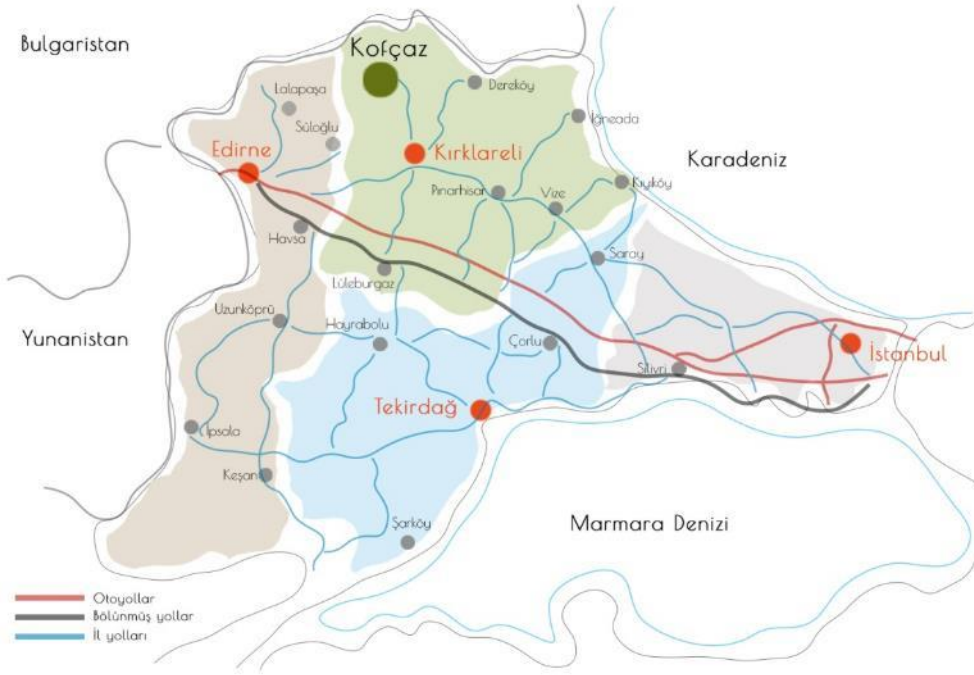 Bulgaristan
Kofçaz
Lalapaşa
Dereköy
Süloğlu
İğneada
Edirne
Kırklareli
Karadeniz
Pınarhisar
Vize
Kıyıköy
Havsa
Saray
Lüleburgaz
Uzunköprü
Hayrabolu
Yunanistan
Çorlu
İstanbul
Silivri
Tekirdağ
İpsala
Keşan
Şarköy
Marmara Denizi
Otoyollar
Bölünmüş yollar
İl yolları